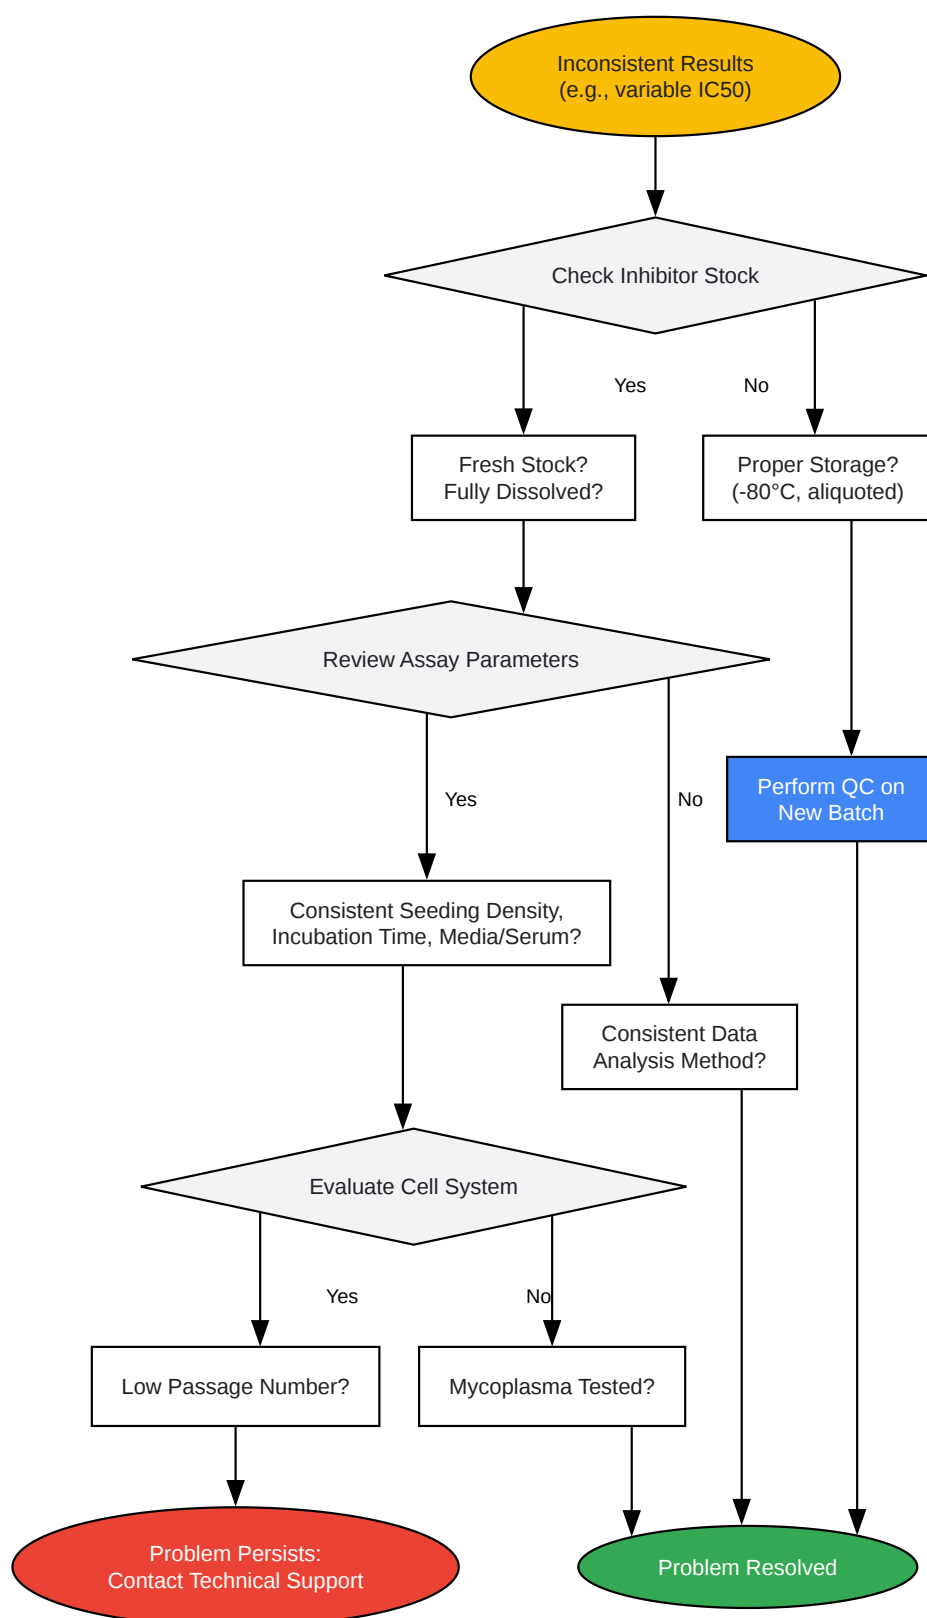 Inconsistent Results
(e.g., variable IC50)
Check Inhibitor Stock
Yes
No
Fresh Stock?
Fully Dissolved?
Proper Storage?
(-80°C, aliquoted)
Review Assay Parameters
Yes
No
Perform QC on
New Batch
Consistent Seeding Density,
Incubation Time, Media/Serum?
Consistent Data
Analysis Method?
Evaluate Cell System
Yes
No
Low Passage Number?
Mycoplasma Tested?
Problem Persists:
Contact Technical Support
Problem Resolved